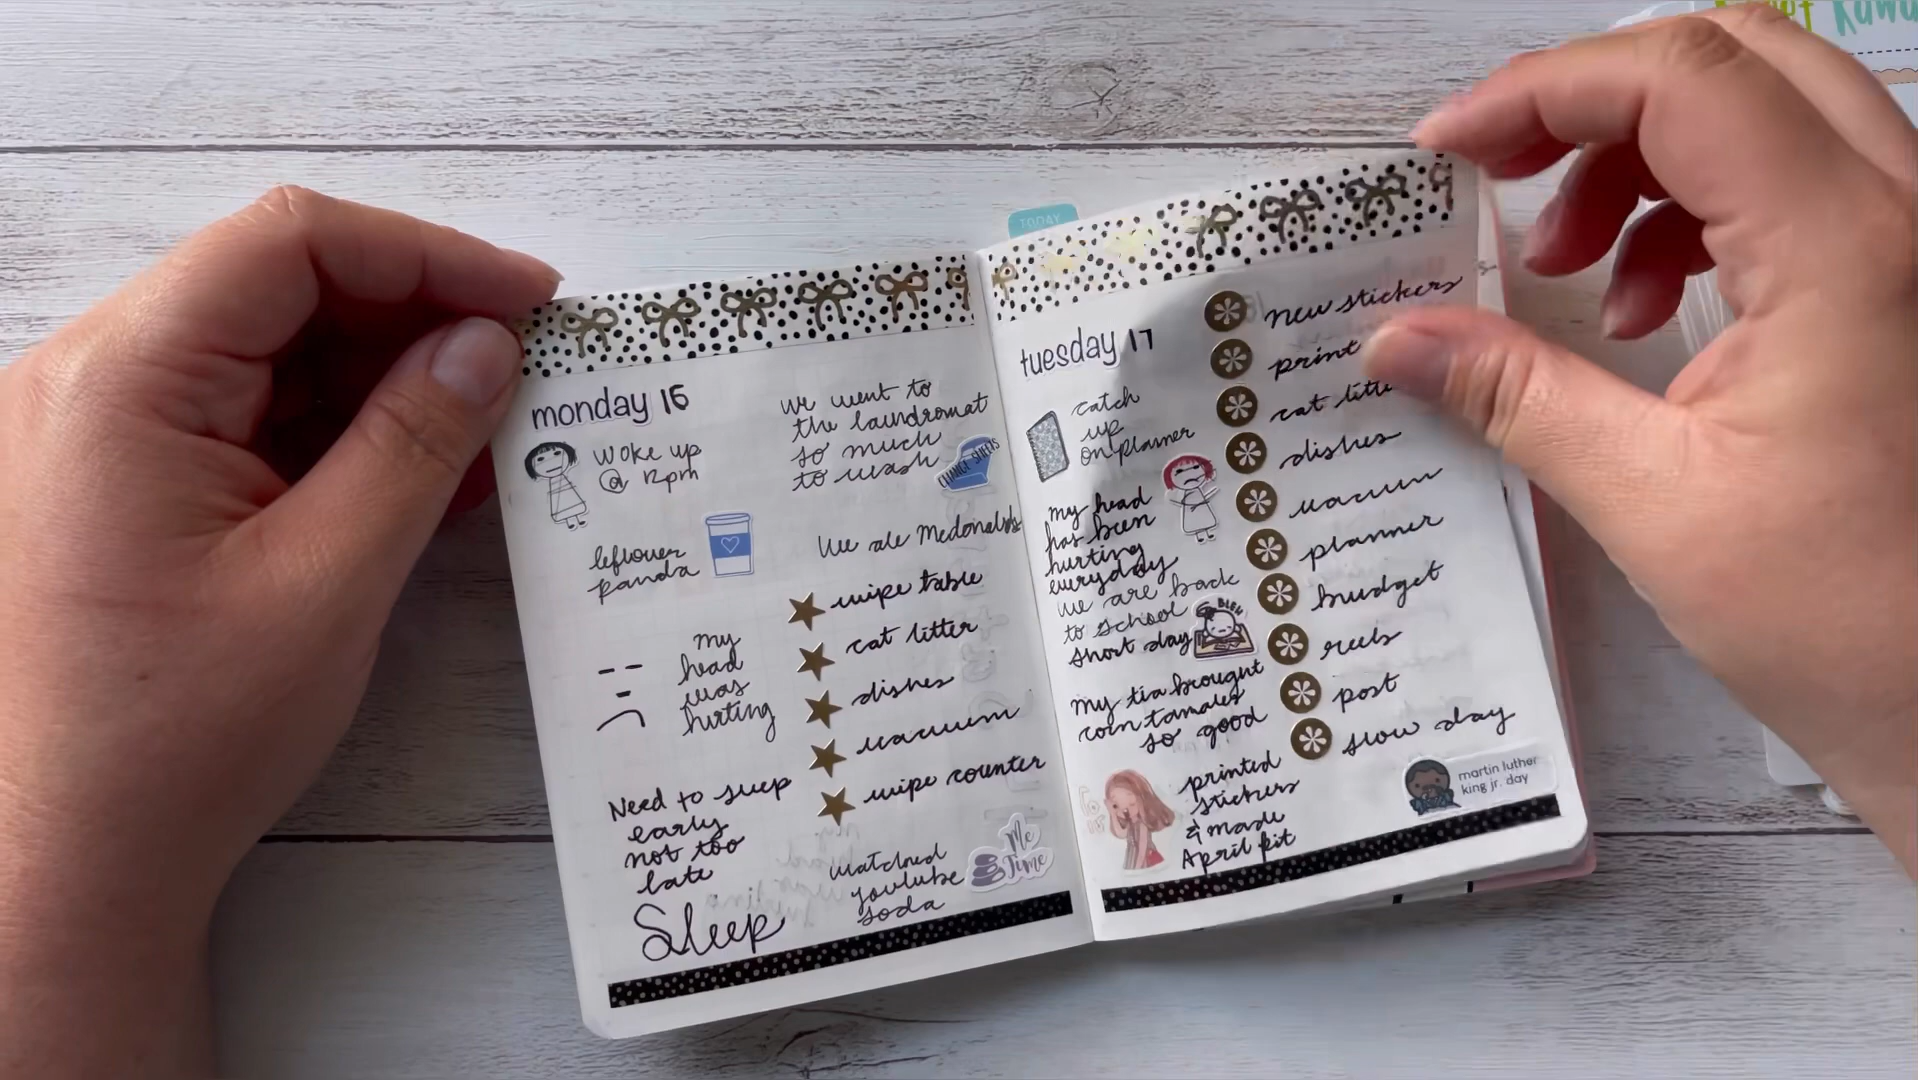 TODAY
monday 16
Woke up
@ 12pm
leftover
panda
my
head
was
hurting
Need to sleep
early
not too
late
Sleep
we went to
the laundromat
so much
to wash
CHANGE SHEETS
We ate Mcdonalds
wipe table
cat litter
dishes
vacuum
wipe counter
watched
youtube
soda
Me
Time
tuesday 17
catch
up
on planner
my head
has been
hurting
everyday
we are back
to school
short day
BLEH
my tia brought
corn tamales
so good
printed
stickers
& made
April kit
new stickers
print
cat litte
dishes
vacuum
planner
budget
reels
post
slow day
martin luther
king jr. day